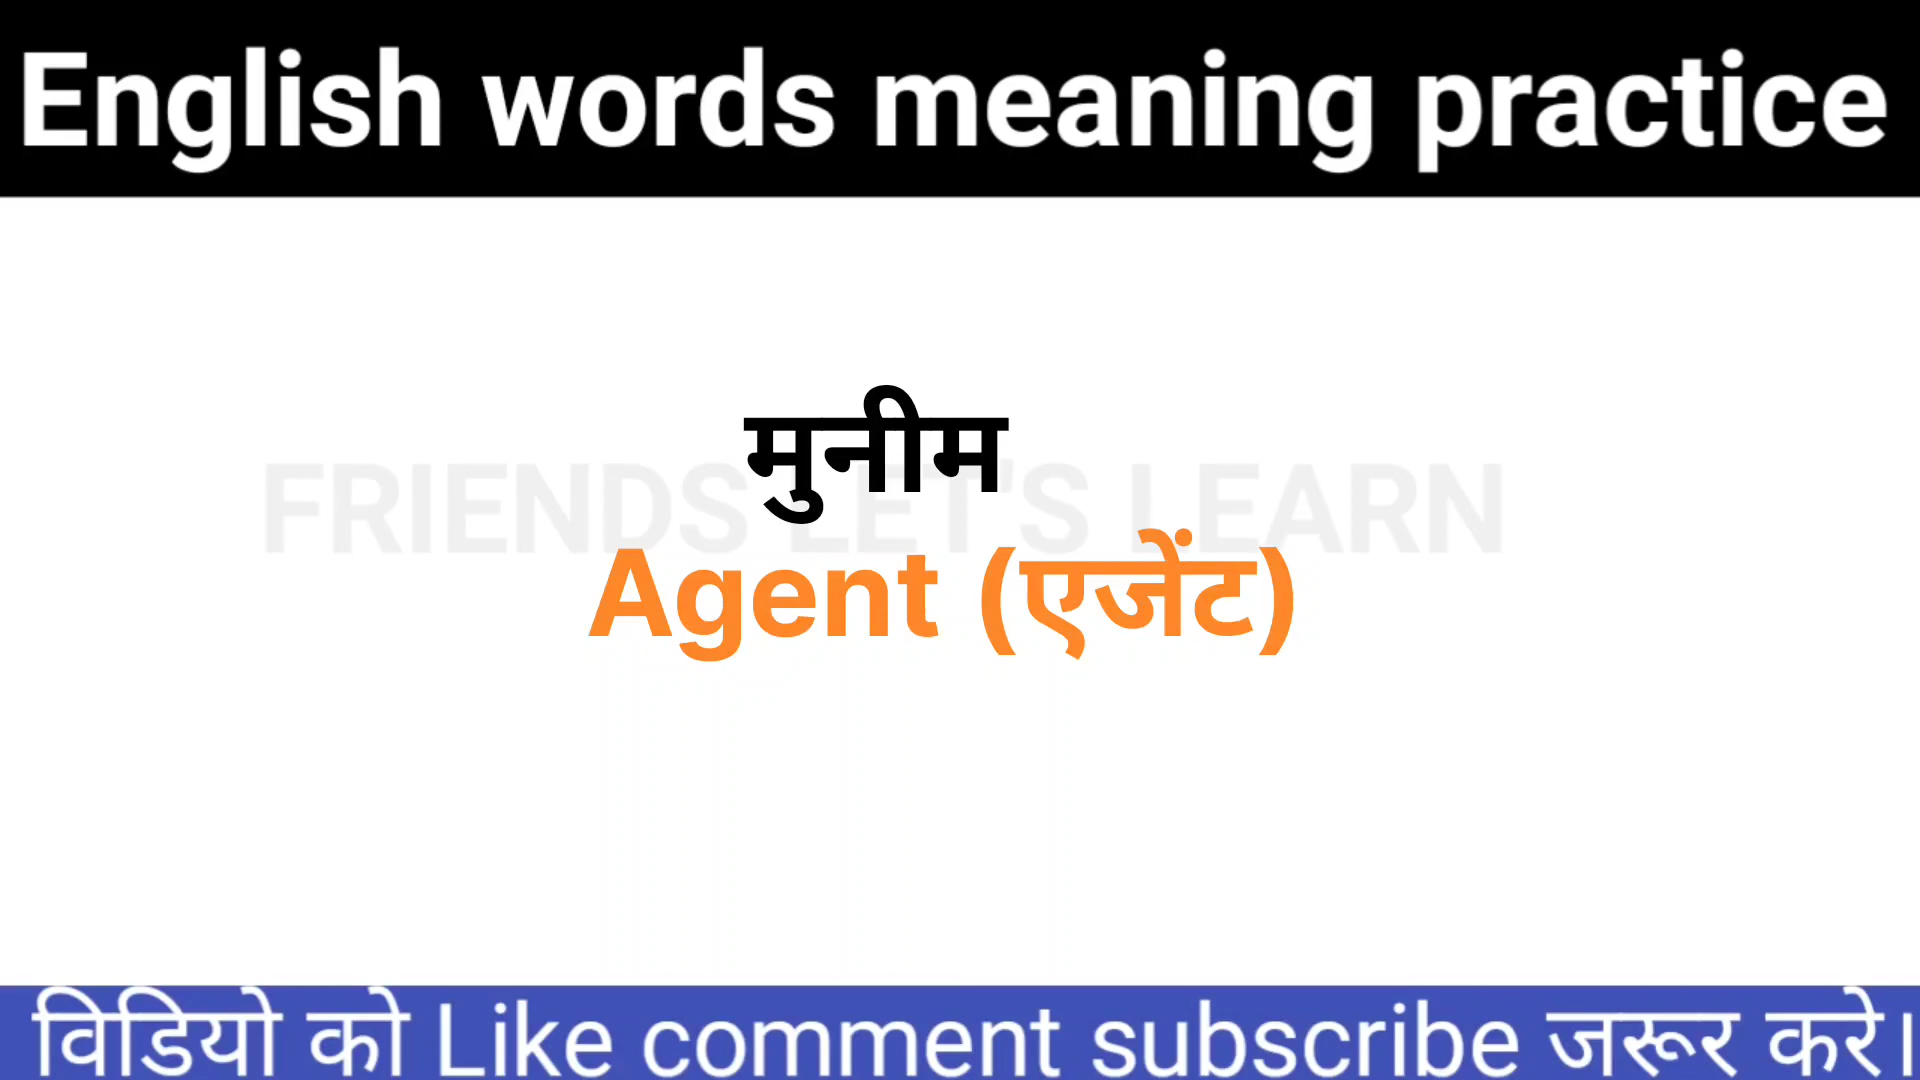 English words meaning practice
मुनीम
FRIENDS LET'S LEARN
Agent (एजेंट)
विडियो को Like comment subscribe जरूर करे।